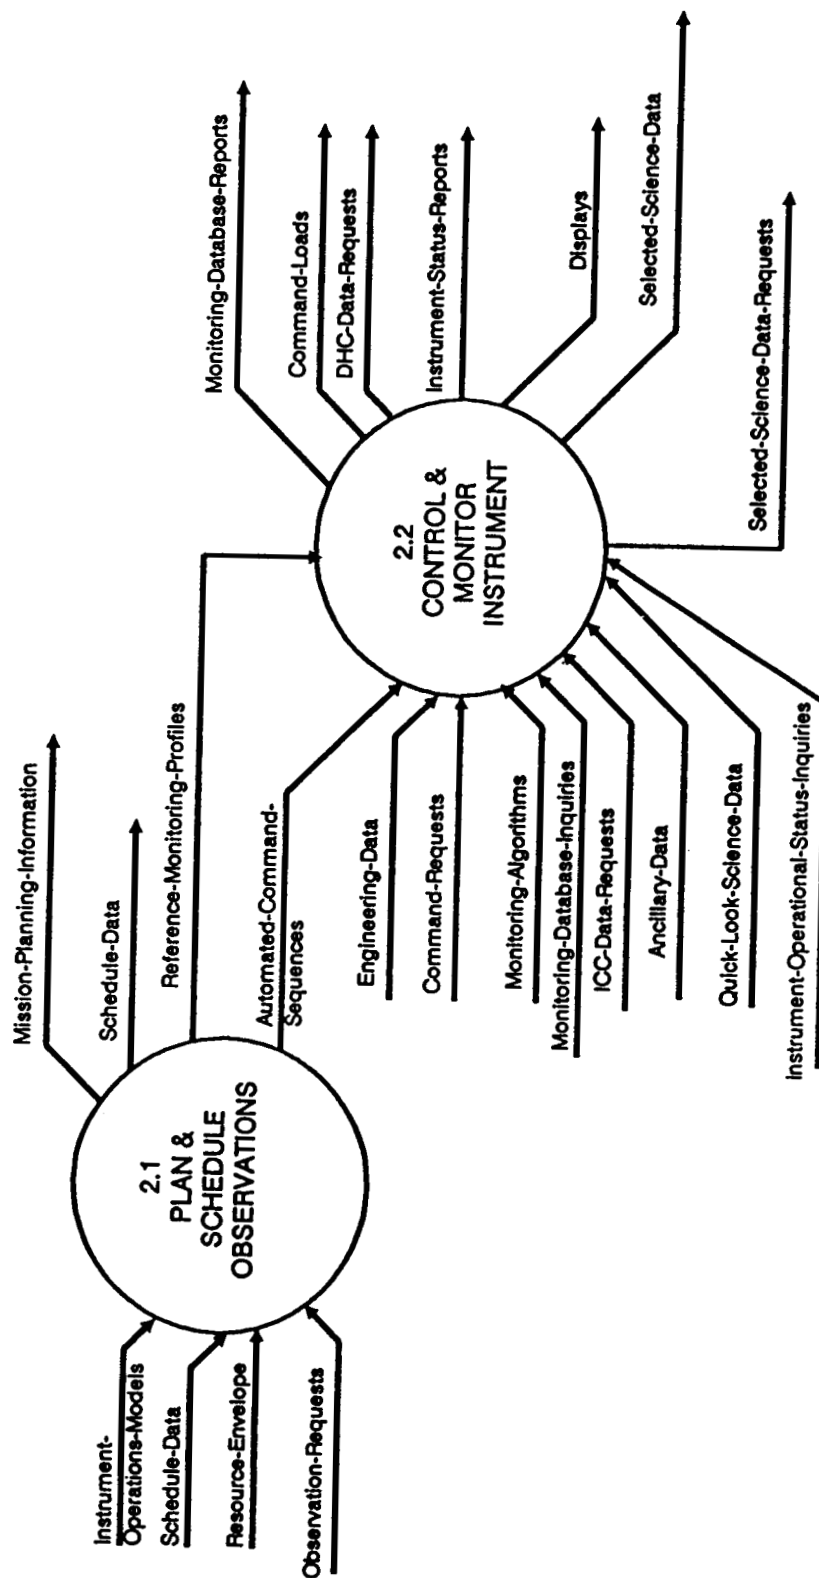 Instrument-
Operations-Models
Schedule-Data
Resource-Envelope
Observation-Requests
2.1
PLAN &
SCHEDULE
OBSERVATIONS
Mission-Planning-Information
Schedule-Data
Reference-Monitoring-Profiles
Automated-Command-
Sequences
Engineering-Data
Command-Requests
Monitoring-Algorithms
Monitoring-Database-Inquiries
ICC-Data-Requests
Ancillary-Data
Quick-Look-Science-Data
Instrument-Operational-Status-Inquiries
2.2
CONTROL &
MONITOR
INSTRUMENT
Monitoring-Database-Reports
Command-Loads
DHC-Data-Requests
Instrument-Status-Reports
Displays
Selected-Science-Data
Selected-Science-Data-Requests